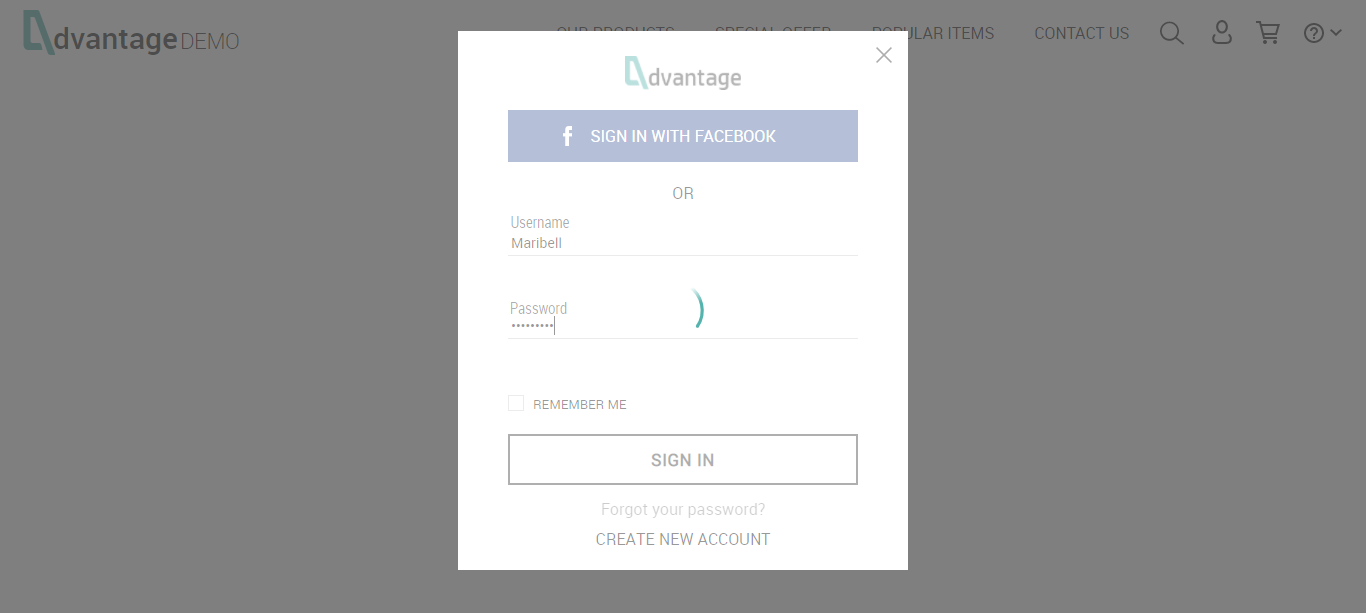 dvantage DEMO
OUR PRODUCTS SPECIAL OFFER POPULAR ITEMS CONTACT US
dvantage
f SIGN IN WITH FACEBOOK
OR
Username
Maribell
Password
•••••••••
REMEMBER ME
SIGN IN
Forgot your password?
CREATE NEW ACCOUNT